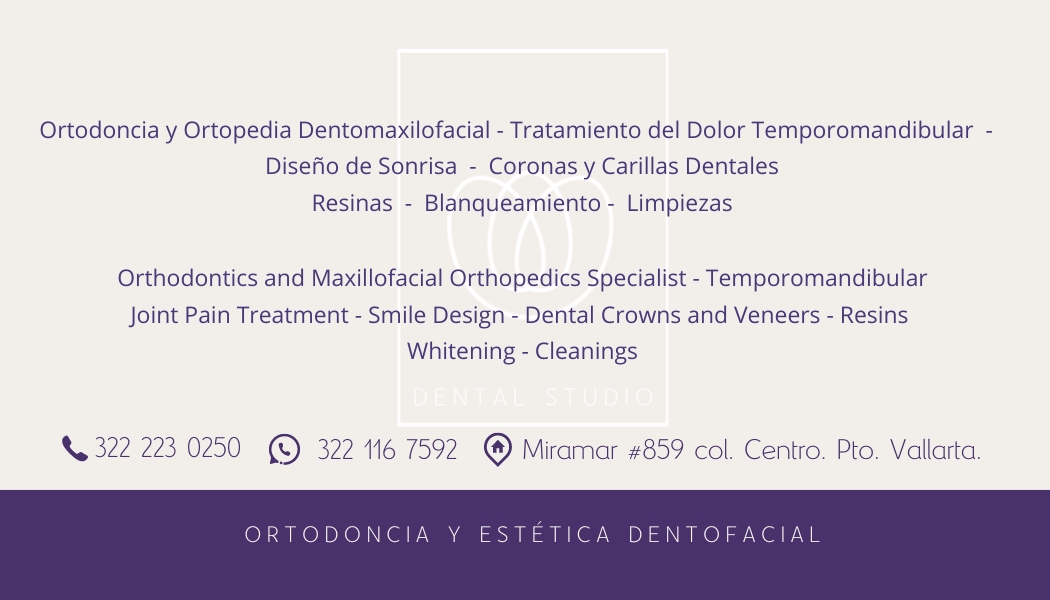 Ortodoncia y Ortopedia Dentomaxilofacial - Tratamiento del Dolor Temporomandibular -
Diseño de Sonrisa - Coronas y Carillas Dentales
Resinas - Blanqueamiento - Limpiezas
Orthodontics and Maxillofacial Orthopedics Specialist - Temporomandibular
Joint Pain Treatment - Smile Design - Dental Crowns and Veneers - Resins
Whitening - Cleanings
DENTAL STUDIO
322 223 0250 322 116 7592 Miramar #859 col. Centro. Pto. Vallarta.
ORTODONCIA Y ESTÉTICA DENTOFACIAL